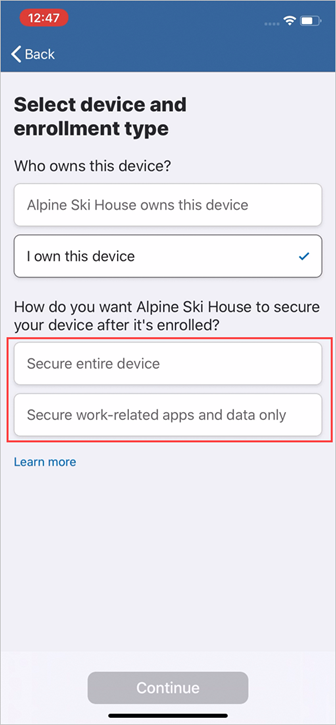 12:47
Back
Select device and
enrollment type
Who owns this device?
Alpine Ski House owns this device
I own this device
How do you want Alpine Ski House to secure
your device after it's enrolled?
Secure entire device
Secure work-related apps and data only
Learn more
Continue